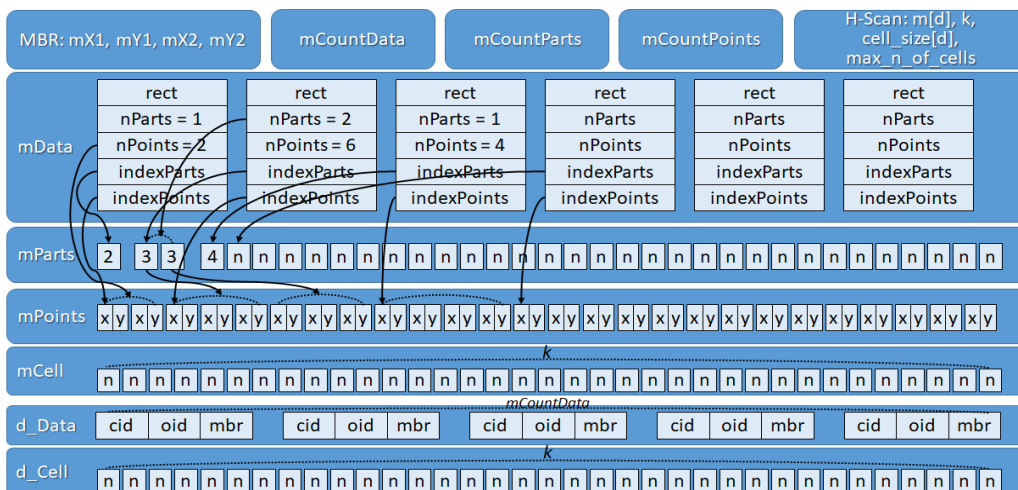 MBR: mX1, mY1, mX2, mY2
mCountData
mCountParts
mCountPoints
H-Scan: m[d], k,
cell_size[d],
max_n_of_cells
rect rect rect rect rect rect
nParts = 1 nParts = 2 nParts = 1 nParts nParts nParts
mData nPoints = 2 nPoints = 6 nPoints = 4 nPoints nPoints nPoints
indexParts indexParts indexParts indexParts indexParts indexParts
indexPoints indexPoints indexPoints indexPoints indexPoints indexPoints
mParts 2 3 3 4 n n n n n n n n n n n n n n n n n n n n n n n n n n n n n n
mPoints x y x y x y x y x y x y x y x y x y x y x y x y x y x y x y x y x y x y x y x y x y x y x y x y x y x y
k
mCell n n n n n n n n n n n n n n n n n n n n n n n n n n n n n n n n n n n
mCountData
d_Data cid oid mbr cid oid mbr cid oid mbr cid oid mbr cid oid mbr
k
d_Cell n n n n n n n n n n n n n n n n n n n n n n n n n n n n n n n n n n n